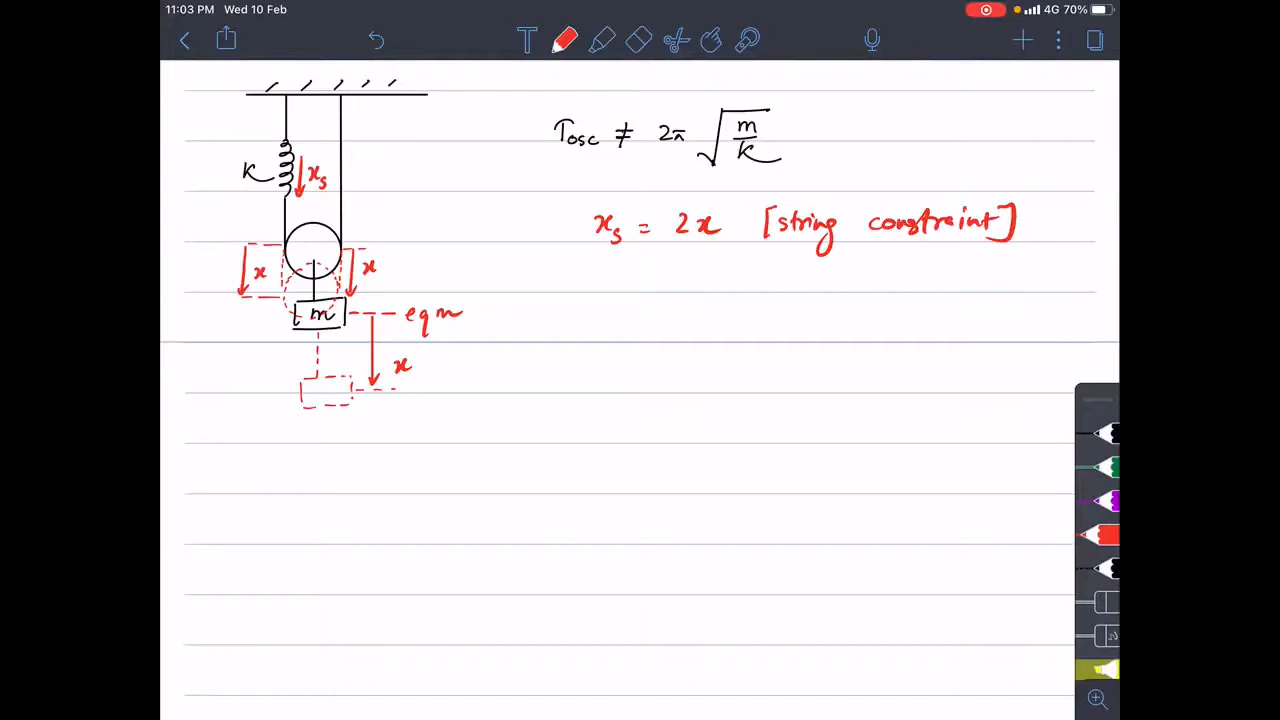 11:03 PM Wed 10 Feb
4G 70%
Tosc ≠ 2π √(m/k)
K
xs
xs = 2x [string constraint]
x
x
m
eqm
x